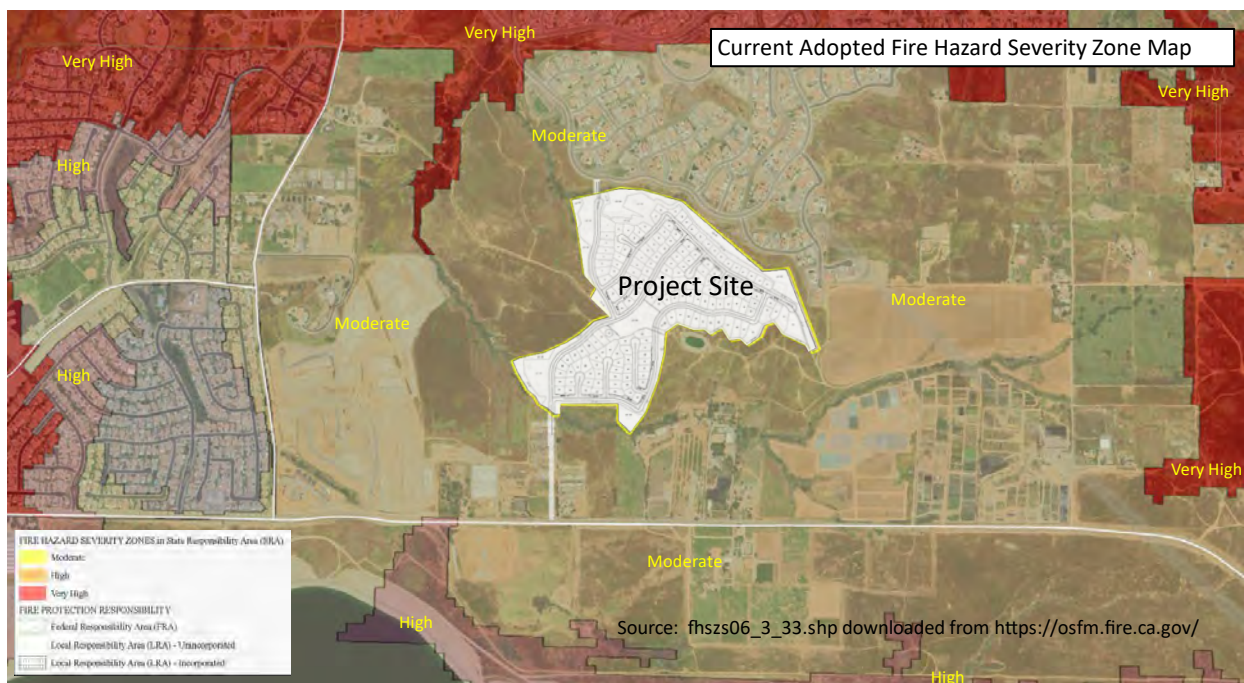 Current Adopted Fire Hazard Severity Zone Map
Very High
Very High
Very High
Moderate
High
Project Site
Moderate
Moderate
High
Very High
Moderate
High
Source: fhszs06_3_33.shp downloaded from https://osfm.fire.ca.gov/
High
FIRE HAZARD SEVERITY ZONES in State Responsibility Area (SRA)
Moderate
High
Very High
FIRE PROTECTION RESPONSIBILITY
Federal Responsibility Area (FRA)
Local Responsibility Area (LRA) - Unincorporated
Local Responsibility Area (LRA) - Incorporated